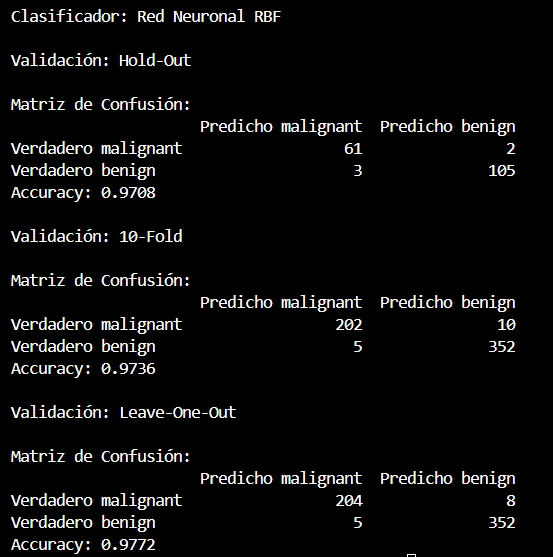 Clasificador: Red Neuronal RBF
Validación: Hold-Out
Matriz de Confusión:
Predicho malignant  Predicho benign
Verdadero malignant  61  2
Verdadero benign  3  105
Accuracy: 0.9708
Validación: 10-Fold
Matriz de Confusión:
Predicho malignant  Predicho benign
Verdadero malignant  202  10
Verdadero benign  5  352
Accuracy: 0.9736
Validación: Leave-One-Out
Matriz de Confusión:
Predicho malignant  Predicho benign
Verdadero malignant  204  8
Verdadero benign  5  352
Accuracy: 0.9772